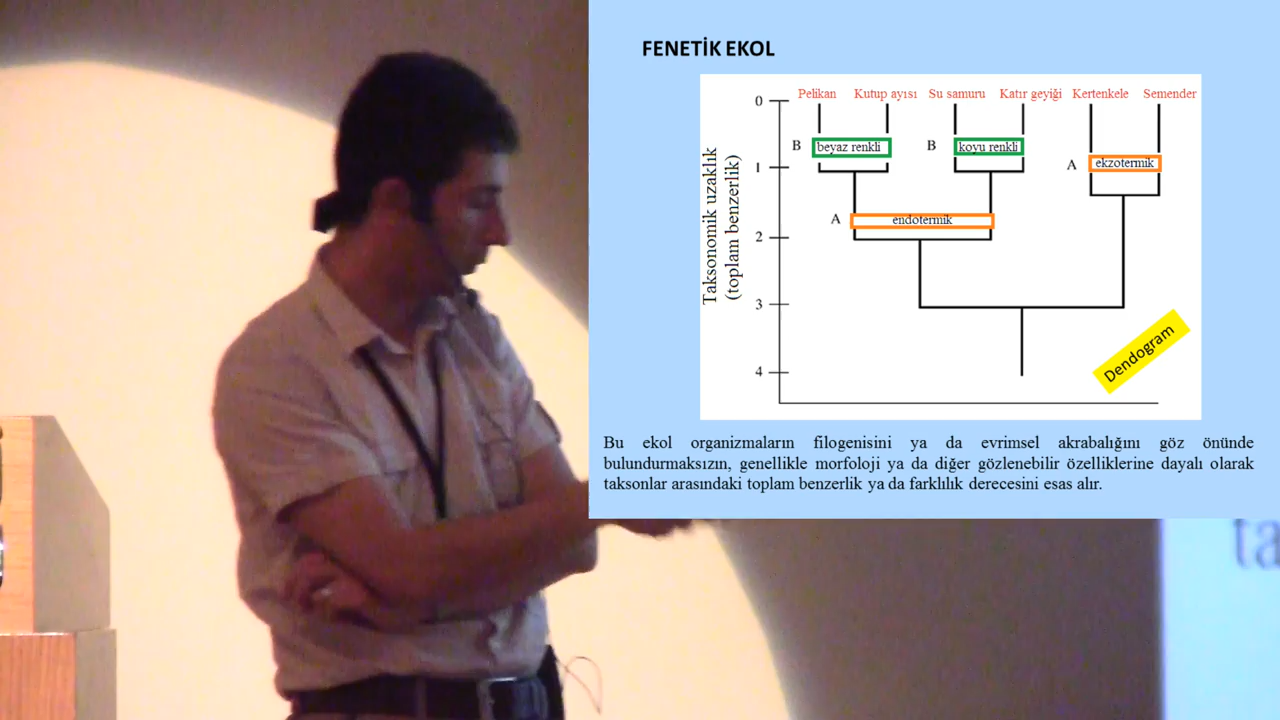 FENETİK EKOL
Pelikan Kutup ayısı Su samuru Katır geyiği Kertenkele Semender
0
B beyaz renkli B koyu renkli
A ekzotermik
1
A endotermik
2
3
4
Taksonomik uzaklık
(toplam benzerlik)
Dendogram
Bu ekol organizmaların filogenisini ya da evrimsel akrabalığını göz önünde
bulundurmaksızın, genellikle morfoloji ya da diğer gözlenebilir özelliklerine dayalı olarak
taksonlar arasındaki toplam benzerlik ya da farklılık derecesini esas alır.
ta